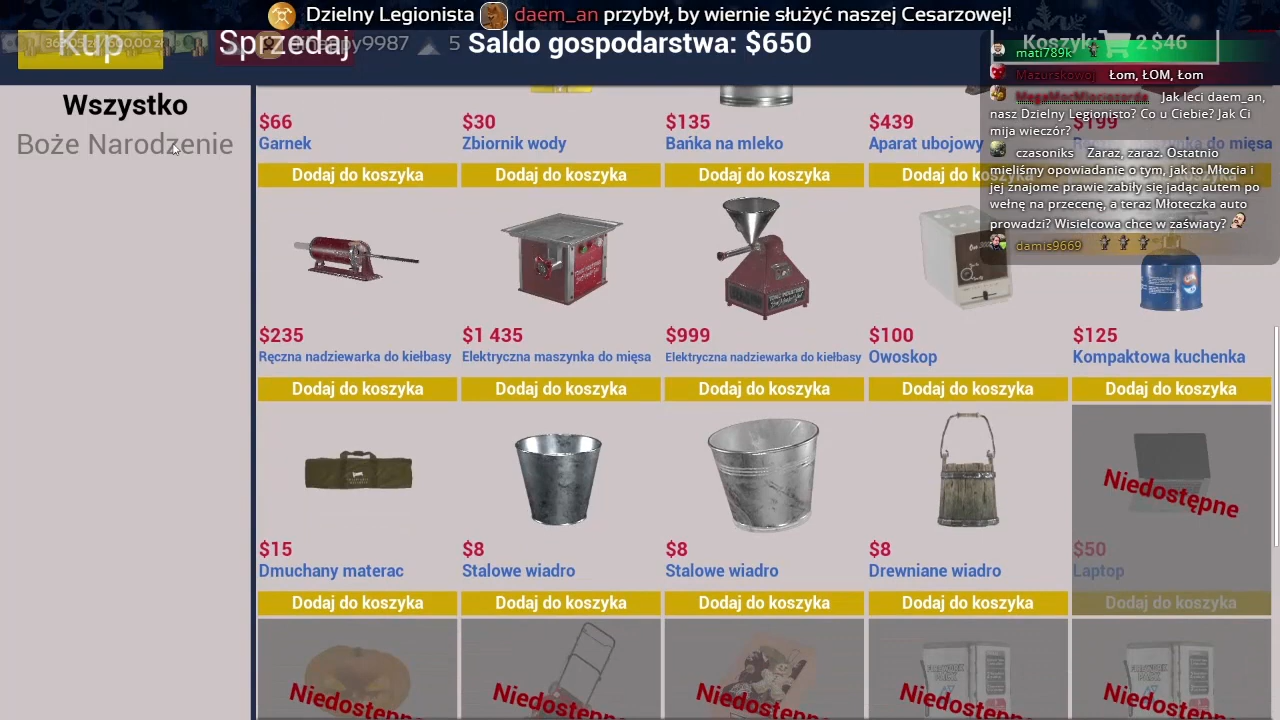 Dzielny Legionista daem_an przybył, by wiernie służyć naszej Cesarzowej!
Kup
Sprzedaj
5
Saldo gospodarstwa: $650
Koszyk: 2 $46
mati789k
Mazurskowoj Łom, ŁOM, Łom
MegaMocMieciazorda Jak leci daem_an,
nasz Dzielny Legionisto? Co u Ciebie? Jak Ci
mija wieczór?
czasoniks Zaraz, zaraz. Ostatnio
mieliśmy opowiadanie o tym, jak to Młocia i
jej znajome prawie zabiły się jadąc autem po
wełnę na przecenę, a teraz Młoteczka auto
prowadzi? Wisielcowa chce w zaświaty?
damis9669
Wszystko
Boże Narodzenie
$66
$30
$135
$439
$199
Garnek
Zbiornik wody
Bańka na mleko
Aparat ubojowy
do mięsa
Dodaj do koszyka
Dodaj do koszyka
Dodaj do koszyka
Dodaj do koszyka
$235
$1 435
$999
$100
$125
Ręczna nadziewarka do kiełbasy
Elektryczna maszynka do mięsa
Elektryczna nadziewarka do kiełbasy
Owoskop
Kompaktowa kuchenka
Dodaj do koszyka
Dodaj do koszyka
Dodaj do koszyka
Dodaj do koszyka
Dodaj do koszyka
Niedostępne
$15
$8
$8
$8
$50
Dmuchany materac
Stalowe wiadro
Stalowe wiadro
Drewniane wiadro
Laptop
Dodaj do koszyka
Dodaj do koszyka
Dodaj do koszyka
Dodaj do koszyka
Dodaj do koszyka
Niedostępne
Niedostępne
Niedostępne
Niedostępne
Niedostępne